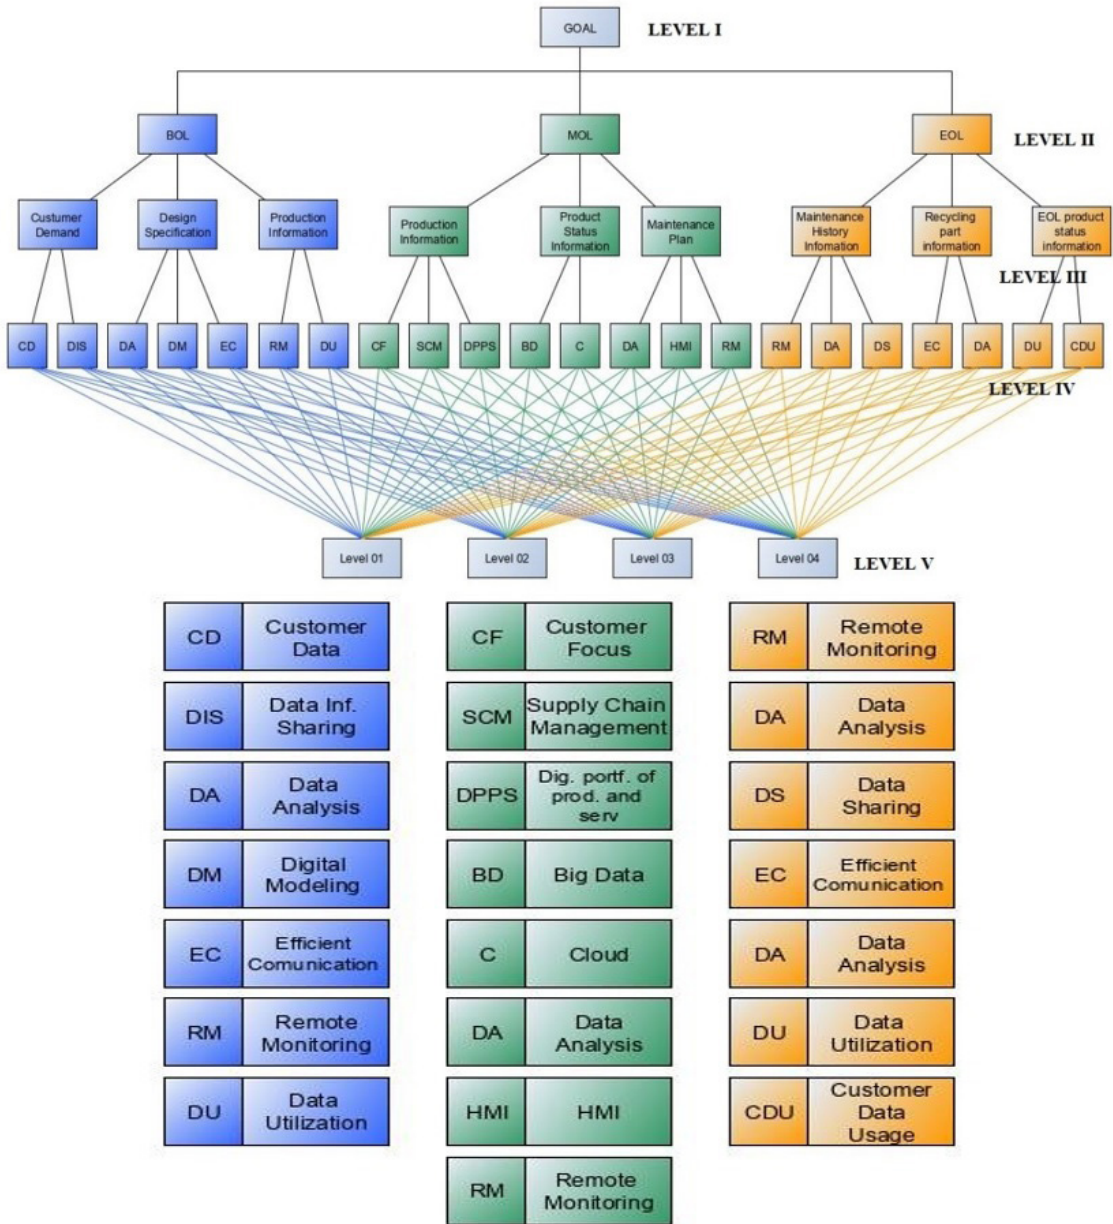 GOAL
LEVEL I
BOL
MOL
EOL
LEVEL II
Custumer
Demand
Design
Specification
Production
Information
Production
Information
Product
Status
Information
Maintenance
Plan
Maintenance
History
Infomation
Recycling
part
information
EOL product
status
information
LEVEL III
CD
DIS
DA
DM
EC
RM
DU
CF
SCM
DPPS
BD
C
DA
HMI
RM
RM
DA
DS
EC
DA
DU
CDU
LEVEL IV
Level 01
Level 02
Level 03
Level 04
LEVEL V
CD
Customer
Data
DIS
Data Inf.
Sharing
DA
Data
Analysis
DM
Digital
Modeling
EC
Efficient
Comunication
RM
Remote
Monitoring
DU
Data
Utilization
CF
Customer
Focus
SCM
Supply Chain
Management
DPPS
Dig. portf. of
prod. and
serv
BD
Big Data
C
Cloud
DA
Data
Analysis
HMI
HMI
RM
Remote
Monitoring
RM
Remote
Monitoring
DA
Data
Analysis
DS
Data
Sharing
EC
Efficient
Comunication
DA
Data
Analysis
DU
Data
Utilization
CDU
Customer
Data
Usage